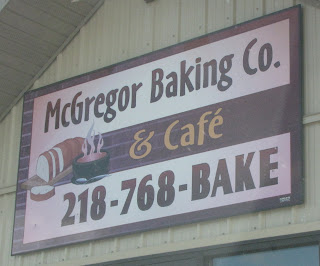 McGregor Baking Co.
& Café
218-768-BAKE